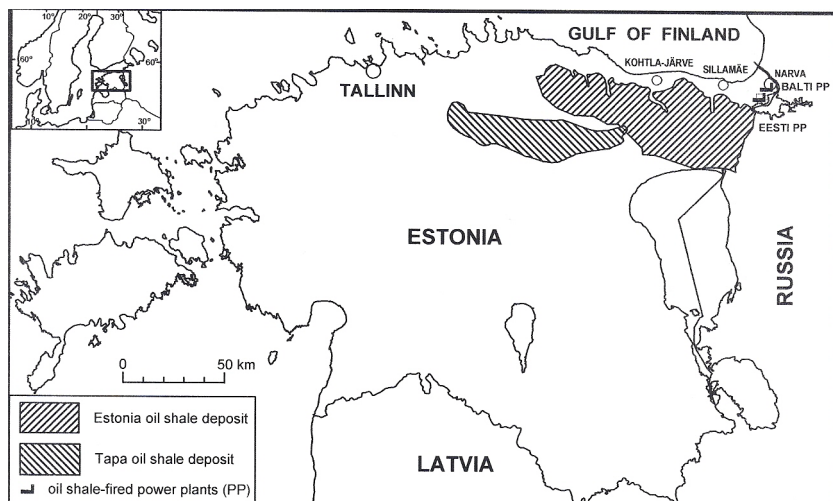 10° 20° 30°
60° 60°
10° 20° 30°
GULF OF FINLAND
KOHTLA-JÄRVE
SILLAMÄE
NARVA
BALTI PP
EESTI PP
TALLINN
ESTONIA
RUSSIA
0 50 km
LATVIA
Estonia oil shale deposit
Tapa oil shale deposit
oil shale-fired power plants (PP)